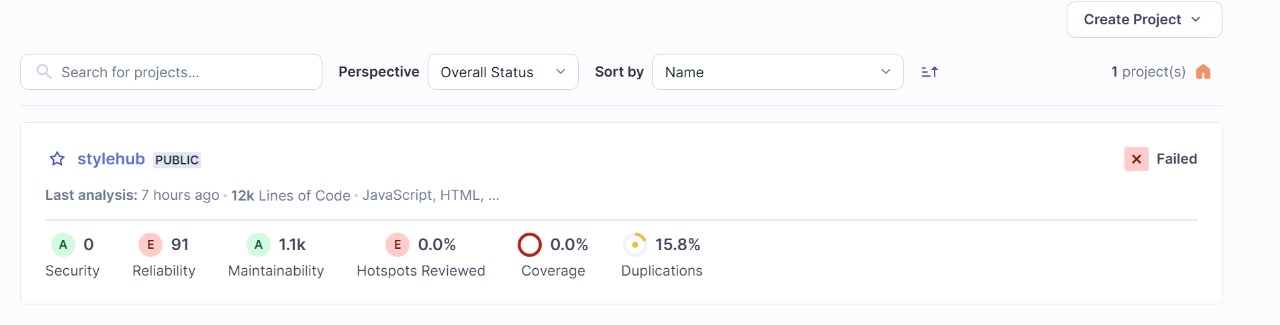 Create Project
Search for projects... Perspective Overall Status Sort by Name 1 project(s)
stylehub PUBLIC Failed
Last analysis: 7 hours ago • 12k Lines of Code • JavaScript, HTML, ...
A 0 E 91 A 1.1k E 0.0% 0.0% 15.8%
Security Reliability Maintainability Hotspots Reviewed Coverage Duplications